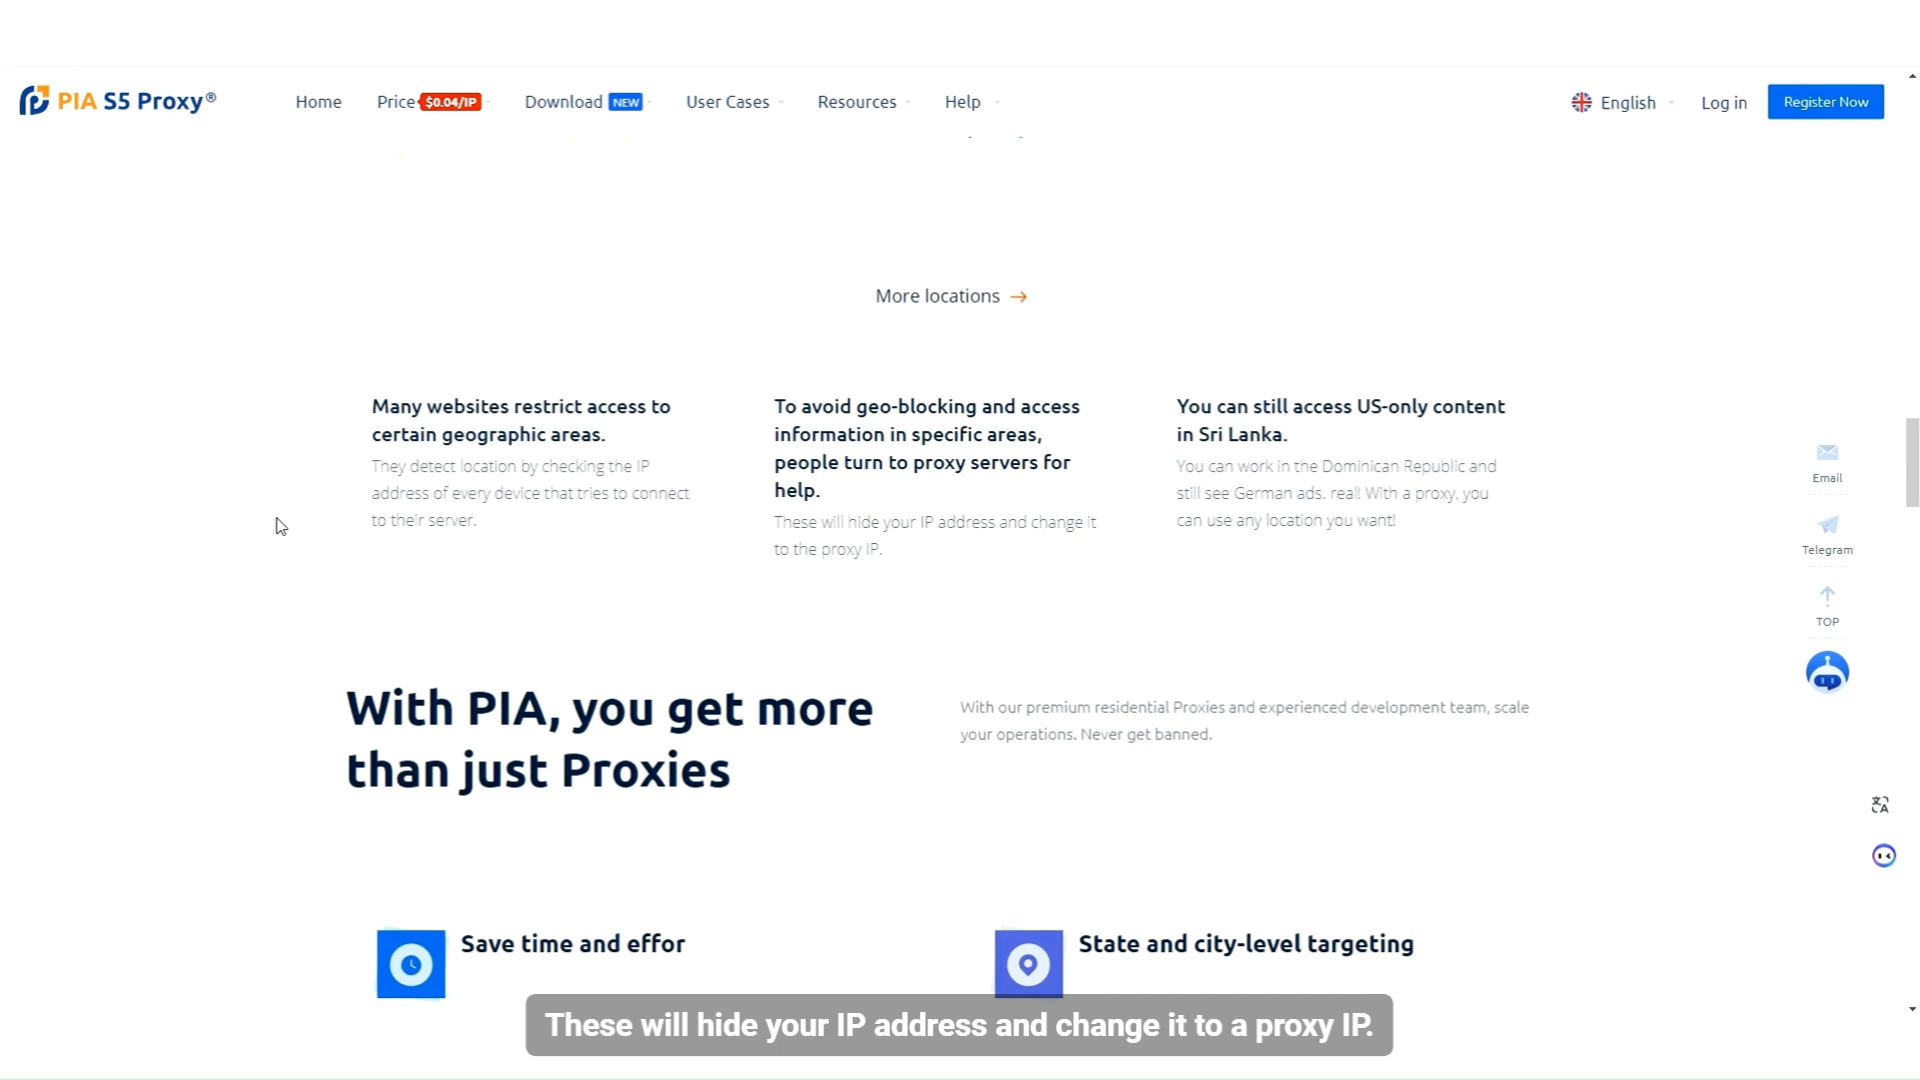 PIA S5 Proxy®
Home
Price $0.04/IP
Download NEW
User Cases
Resources
Help
English
Log in
Register Now
More locations →
Many websites restrict access to
certain geographic areas.
They detect location by checking the IP
address of every device that tries to connect
to their server.
To avoid geo-blocking and access
information in specific areas,
people turn to proxy servers for
help.
These will hide your IP address and change it
to the proxy IP.
You can still access US-only content
in Sri Lanka.
You can work in the Dominican Republic and
still see German ads. real! With a proxy, you
can use any location you want!
Email
Telegram
TOP
With PIA, you get more
than just Proxies
With our premium residential Proxies and experienced development team, scale
your operations. Never get banned.
Save time and effor
State and city-level targeting
These will hide your IP address and change it to a proxy IP.